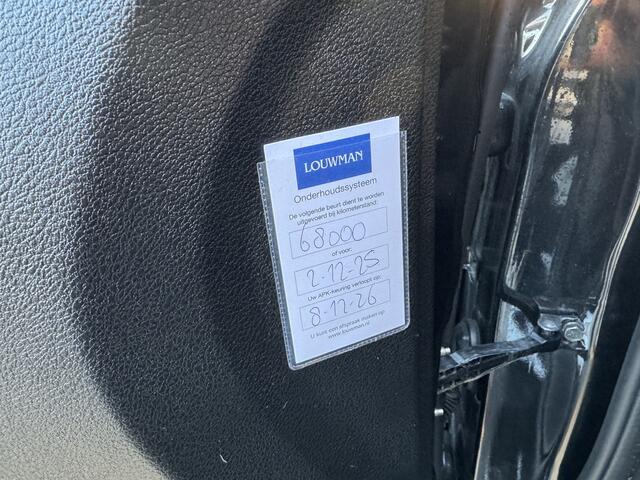 LOUWMAN
Onderhoudssysteem
De volgende beurt dient te worden
uitgevoerd bij kilometerstand:
68000
of voor:
2-12-25
Uw APK-keuring verloopt op:
8-12-26
U kunt een afspraak maken op
www.louwman.nl